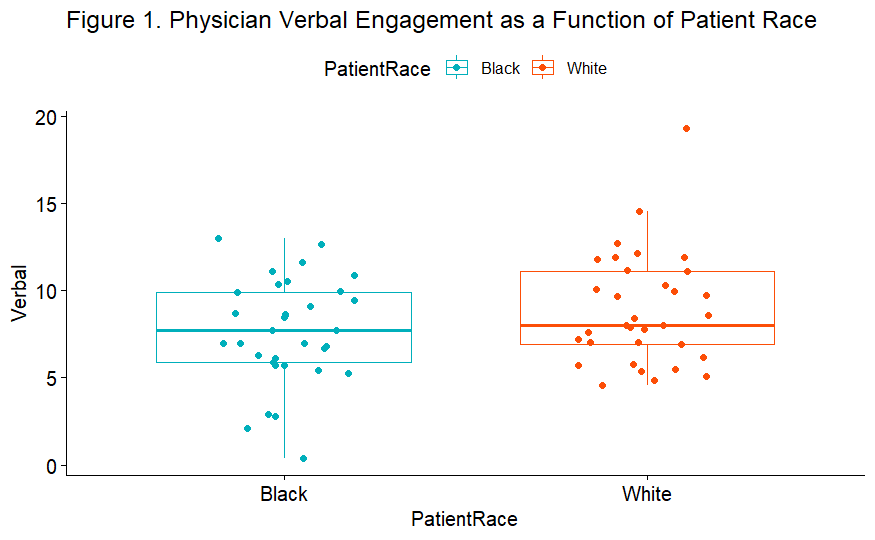 Figure 1. Physician Verbal Engagement as a Function of Patient Race
PatientRace Black White
20
15
10
5
0
Verbal
Black White
PatientRace